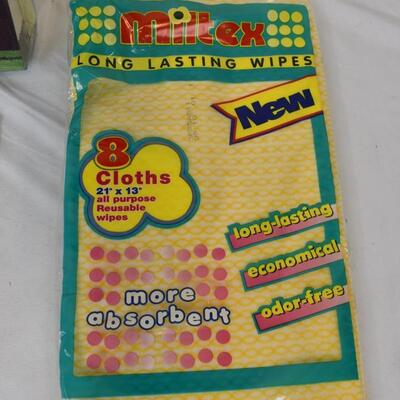 Miltex
LONG LASTING WIPES
New
8
Cloths
21" x 13"
all purpose
Reusable
wipes
long-lasting
economical
odor-free
more
absorbent